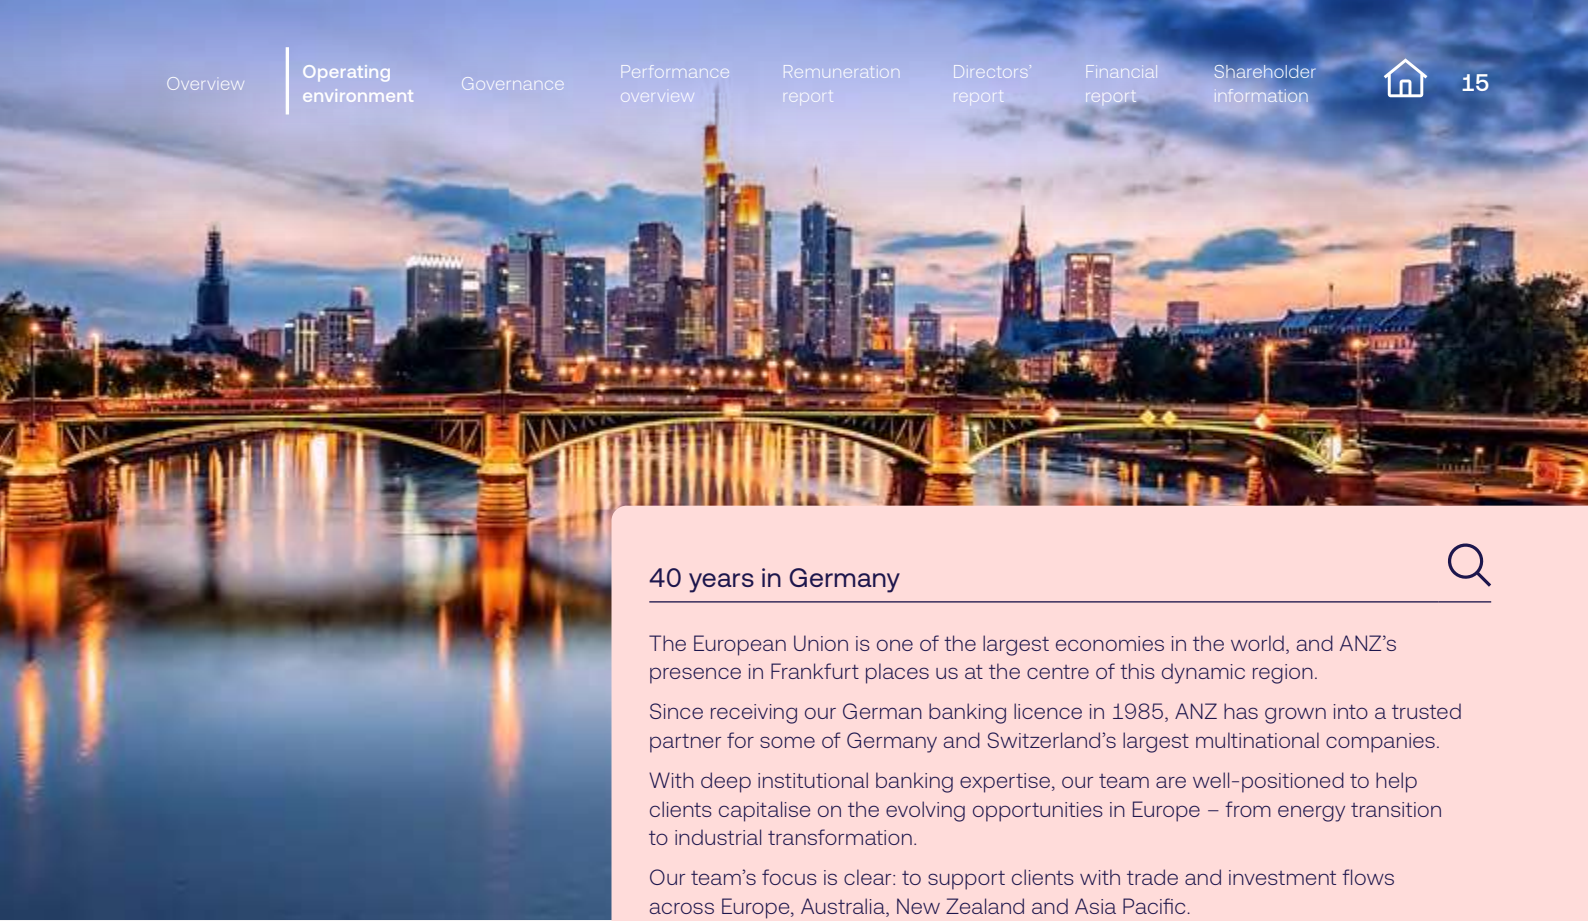 Overview
Operating
environment
Governance
Performance
overview
Remuneration
report
Directors’
report
Financial
report
Shareholder
information
15
40 years in Germany
The European Union is one of the largest economies in the world, and ANZ’s
presence in Frankfurt places us at the centre of this dynamic region.
Since receiving our German banking licence in 1985, ANZ has grown into a trusted
partner for some of Germany and Switzerland’s largest multinational companies.
With deep institutional banking expertise, our team are well-positioned to help
clients capitalise on the evolving opportunities in Europe – from energy transition
to industrial transformation.
Our team’s focus is clear: to support clients with trade and investment flows
across Europe, Australia, New Zealand and Asia Pacific.